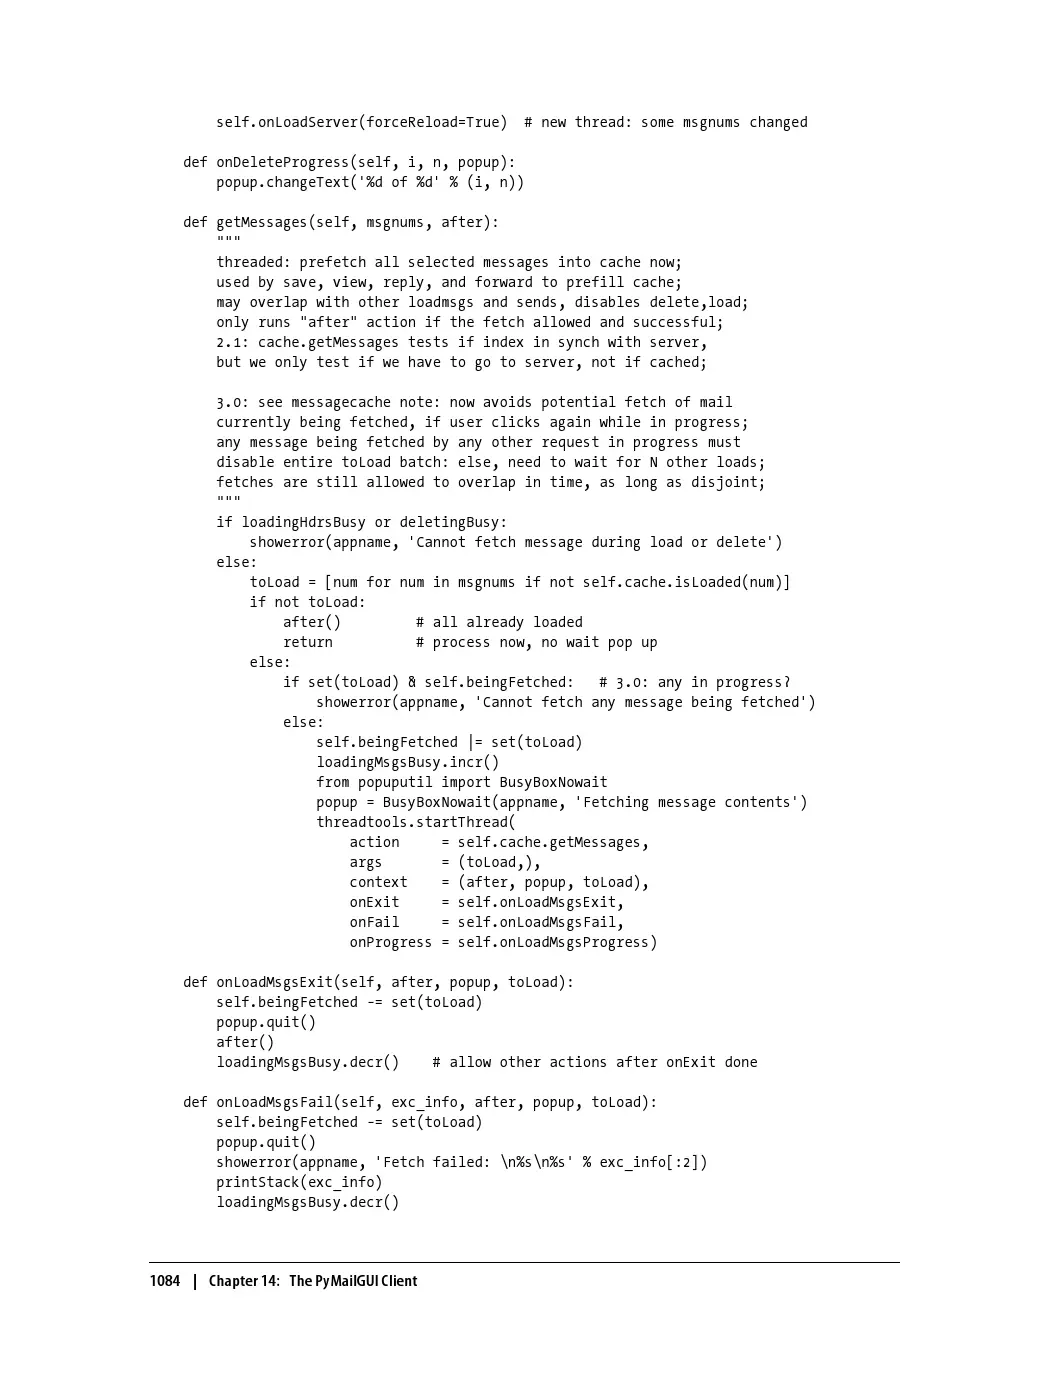 self.onLoadServer(forceReload=True)  # new thread: some msgnums changed

    def onDeleteProgress(self, i, n, popup):
        popup.changeText('%d of %d' % (i, n))

    def getMessages(self, msgnums, after):
        """
        threaded: prefetch all selected messages into cache now;
        used by save, view, reply, and forward to prefill cache;
        may overlap with other loadmsgs and sends, disables delete,load;
        only runs "after" action if the fetch allowed and successful;
        2.1: cache.getMessages tests if index in synch with server,
        but we only test if we have to go to server, not if cached;

        3.0: see messagecache note: now avoids potential fetch of mail
        currently being fetched, if user clicks again while in progress;
        any message being fetched by any other request in progress must
        disable entire toLoad batch: else, need to wait for N other loads;
        fetches are still allowed to overlap in time, as long as disjoint;
        """
        if loadingHdrsBusy or deletingBusy:
            showerror(appname, 'Cannot fetch message during load or delete')
        else:
            toLoad = [num for num in msgnums if not self.cache.isLoaded(num)]
            if not toLoad:
                after()         # all already loaded
                return          # process now, no wait pop up
            else:
                if set(toLoad) & self.beingFetched:   # 3.0: any in progress?
                    showerror(appname, 'Cannot fetch any message being fetched')
                else:
                    self.beingFetched |= set(toLoad)
                    loadingMsgsBusy.incr()
                    from popuputil import BusyBoxNowait
                    popup = BusyBoxNowait(appname, 'Fetching message contents')
                    threadtools.startThread(
                        action     = self.cache.getMessages,
                        args       = (toLoad,),
                        context    = (after, popup, toLoad),
                        onExit     = self.onLoadMsgsExit,
                        onFail     = self.onLoadMsgsFail,
                        onProgress = self.onLoadMsgsProgress)

    def onLoadMsgsExit(self, after, popup, toLoad):
        self.beingFetched -= set(toLoad)
        popup.quit()
        after()
        loadingMsgsBusy.decr()    # allow other actions after onExit done

    def onLoadMsgsFail(self, exc_info, after, popup, toLoad):
        self.beingFetched -= set(toLoad)
        popup.quit()
        showerror(appname, 'Fetch failed: \n%s\n%s' % exc_info[:2])
        printStack(exc_info)
        loadingMsgsBusy.decr()

1084 | Chapter 14: The PyMailGUI Client